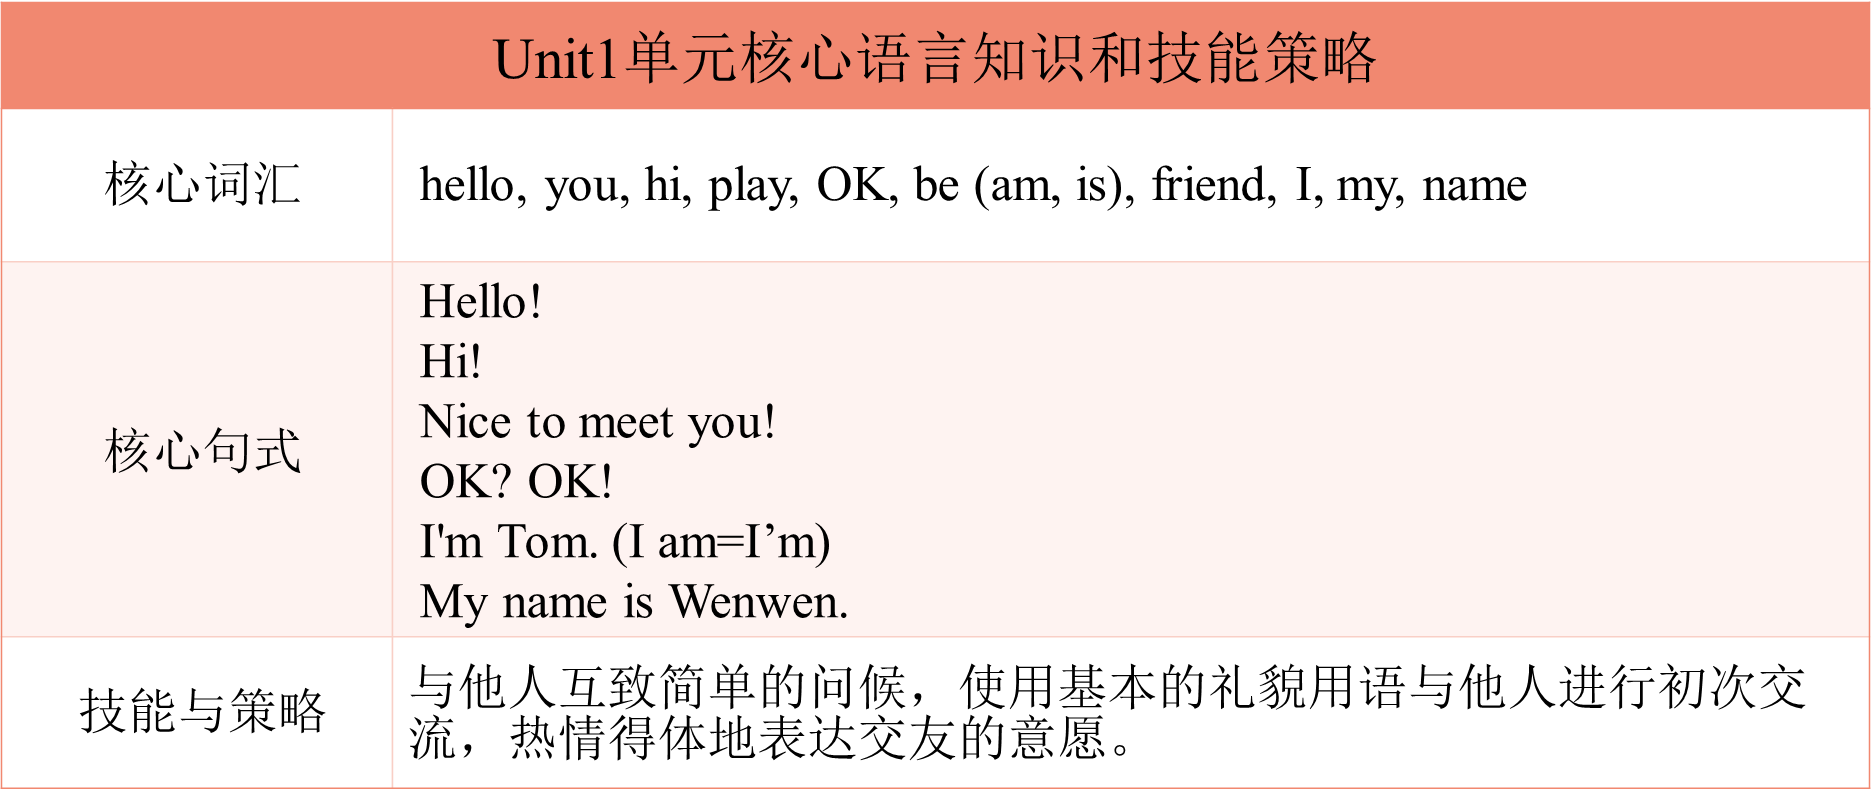 Unit1单元核心语言知识和技能策略
核心词汇
hello, you, hi, play, OK, be (am, is), friend, I, my, name
核心句式
Hello!
Hi!
Nice to meet you!
OK? OK!
I'm Tom. (I am=I’m)
My name is Wenwen.
技能与策略
与他人互致简单的问候，使用基本的礼貌用语与他人进行初次交
流，热情得体地表达交友的意愿。